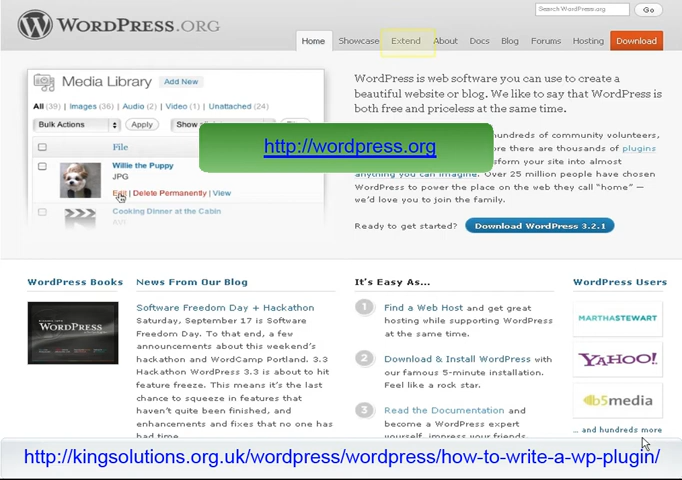 WORDPRESS.ORG
Search WordPress.org
Go
Home
Showcase
Extend
About
Docs
Blog
Forums
Hosting
Download
Media Library Add New
All (39) | Images (36) | Audio (2) | Video (1) | Unattached (24)
Bulk Actions
Apply
File
Willie the Puppy
JPG
Edit | Delete Permanently | View
Cooking Dinner at the Cabin
WordPress is web software you can use to create a
beautiful website or blog. We like to say that WordPress
is both free and priceless at the same time.
http://wordpress.org
hundreds of community volunteers,
there are thousands of plugins
your site into almost
anything you can imagine. Over 25 million people have chosen
WordPress to power the place on the web they call “home” —
we’d love you to join the family.
Ready to get started?
Download WordPress 3.2.1
WordPress Books
WORDPRESS
News From Our Blog
Software Freedom Day + Hackathon
Saturday, September 17 is Software
Freedom Day. To that end, a few
announcements about this weekend's
hackathon and WordCamp Portland. 3.3
Hackathon WordPress 3.3 is about to hit
feature freeze. This means it's the last
chance to squeeze in features that
haven't quite been finished, and
enhancements and fixes that no one has
had time
It's Easy As...
1
Find a Web Host and get great
hosting while supporting WordPress
at the same time.
2
Download & Install WordPress with
our famous 5-minute installation.
Feel like a rock star.
3
Read the Documentation and
become a WordPress expert
yourself, impress your friends.
WordPress Users
MARTHASTEWART
YAHOO!
b5media
... and hundreds more
http://kingsolutions.org.uk/wordpress/wordpress/how-to-write-a-wp-plugin/